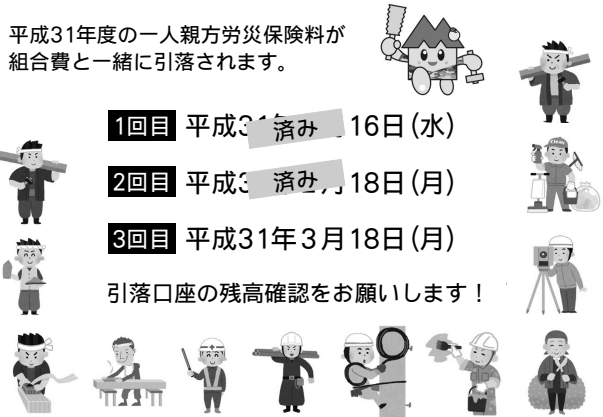 平成31年度の一人親方労災保険料が
組合費と一緒に引落されます。
1回目 平成3 済み 16日(水)
2回目 平成3 済み 月18日(月)
3回目 平成31年3月18日(月)
引落口座の残高確認をお願いします！
Clean